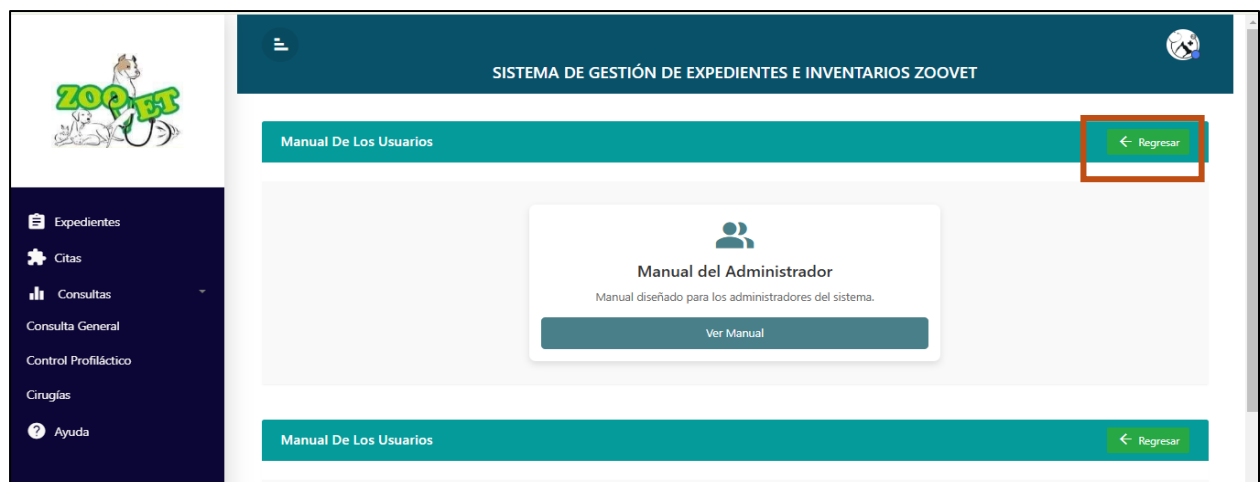 ZOOVET
SISTEMA DE GESTIÓN DE EXPEDIENTES E INVENTARIOS ZOOVET
Expedientes
Citas
Consultas
Consulta General
Control Profiláctico
Cirugías
Ayuda
Manual De Los Usuarios
Regresar
Manual del Administrador
Manual diseñado para los administradores del sistema.
Ver Manual
Manual De Los Usuarios
Regresar